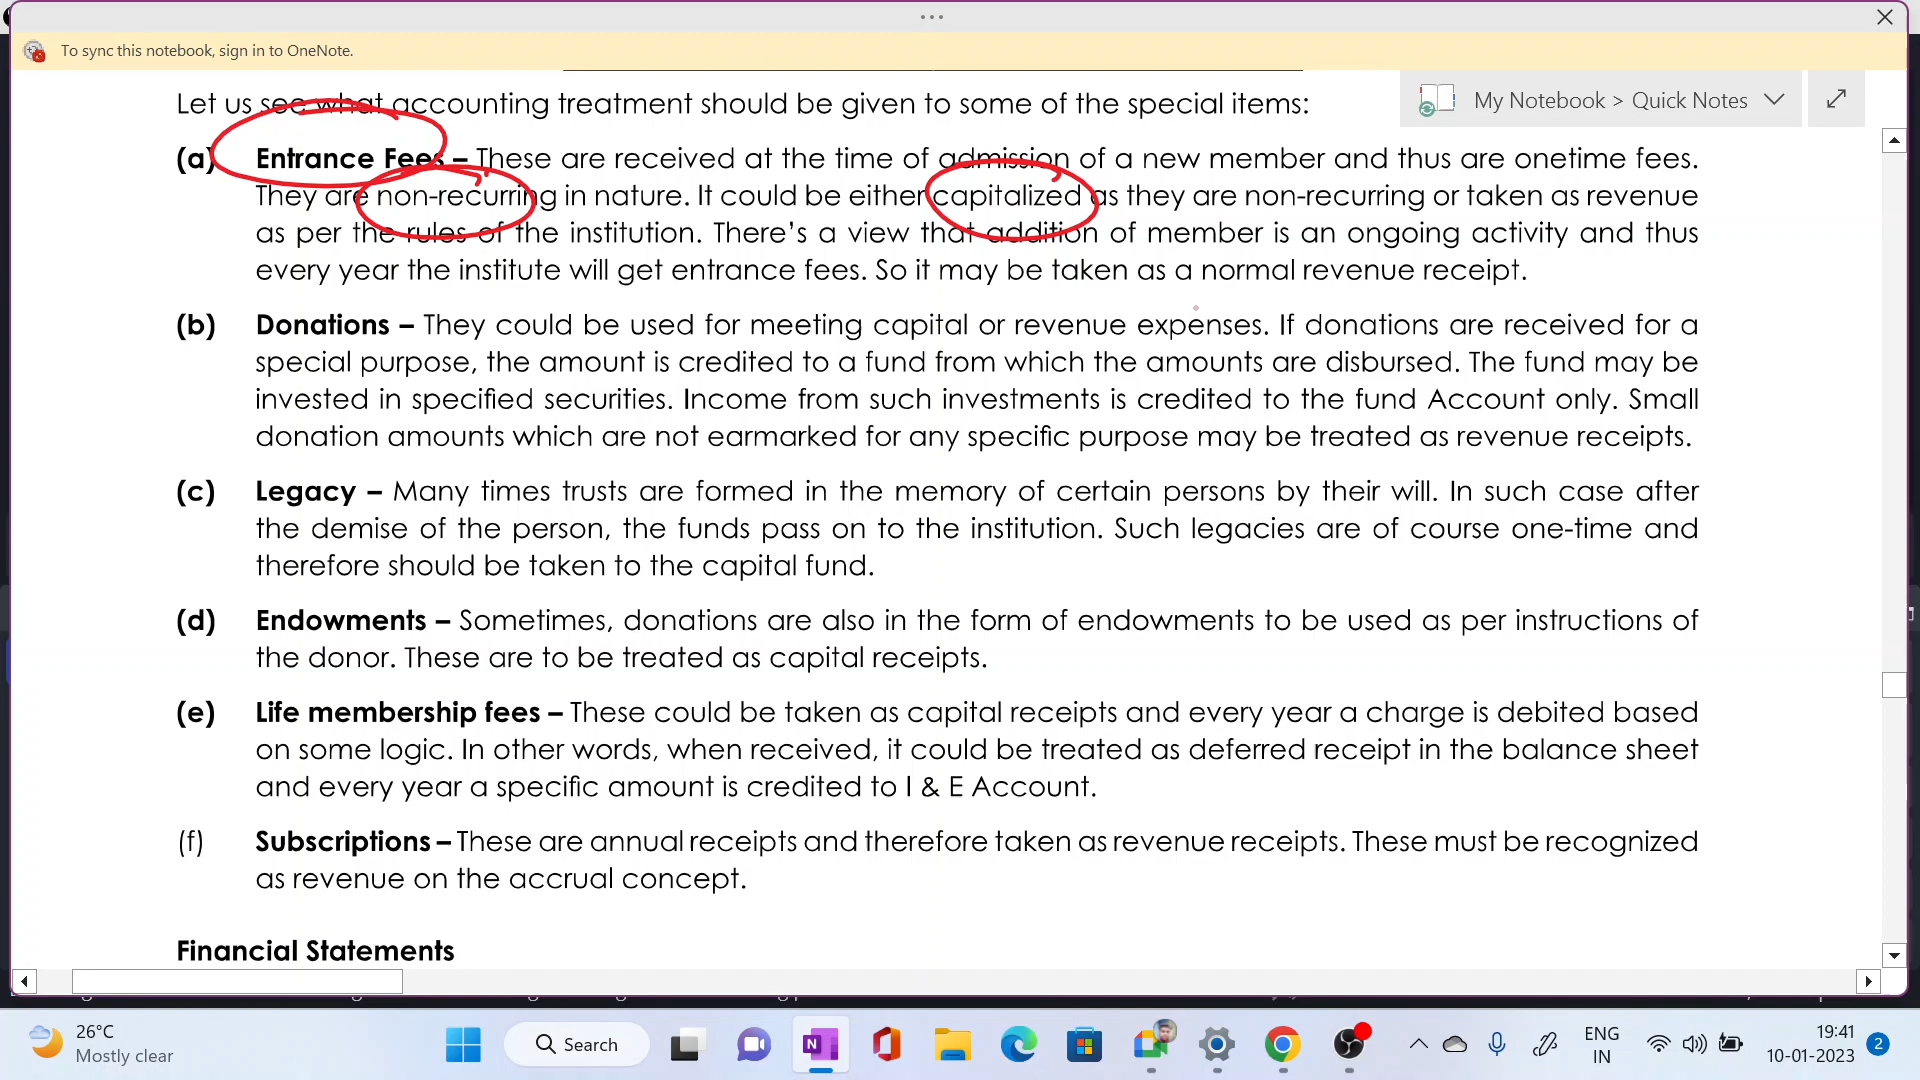 To sync this notebook, sign in to OneNote.
My Notebook > Quick Notes
Let us see what accounting treatment should be given to some of the special items:
(a) Entrance Fees – These are received at the time of admission of a new member and thus are onetime fees.
They are non-recurring in nature. It could be either capitalized as they are non-recurring or taken as revenue
as per the rules of the institution. There's a view that addition of member is an ongoing activity and thus
every year the institute will get entrance fees. So it may be taken as a normal revenue receipt.
(b) Donations – They could be used for meeting capital or revenue expenses. If donations are received for a
special purpose, the amount is credited to a fund from which the amounts are disbursed. The fund may be
invested in specified securities. Income from such investments is credited to the fund Account only. Small
donation amounts which are not earmarked for any specific purpose may be treated as revenue receipts.
(c) Legacy – Many times trusts are formed in the memory of certain persons by their will. In such case after
the demise of the person, the funds pass on to the institution. Such legacies are of course one-time and
therefore should be taken to the capital fund.
(d) Endowments – Sometimes, donations are also in the form of endowments to be used as per instructions of
the donor. These are to be treated as capital receipts.
(e) Life membership fees – These could be taken as capital receipts and every year a charge is debited based
on some logic. In other words, when received, it could be treated as deferred receipt in the balance sheet
and every year a specific amount is credited to I & E Account.
(f) Subscriptions – These are annual receipts and therefore taken as revenue receipts. These must be recognized
as revenue on the accrual concept.
Financial Statements
26°C
Mostly clear
Search
ENG
IN
19:41
10-01-2023
2